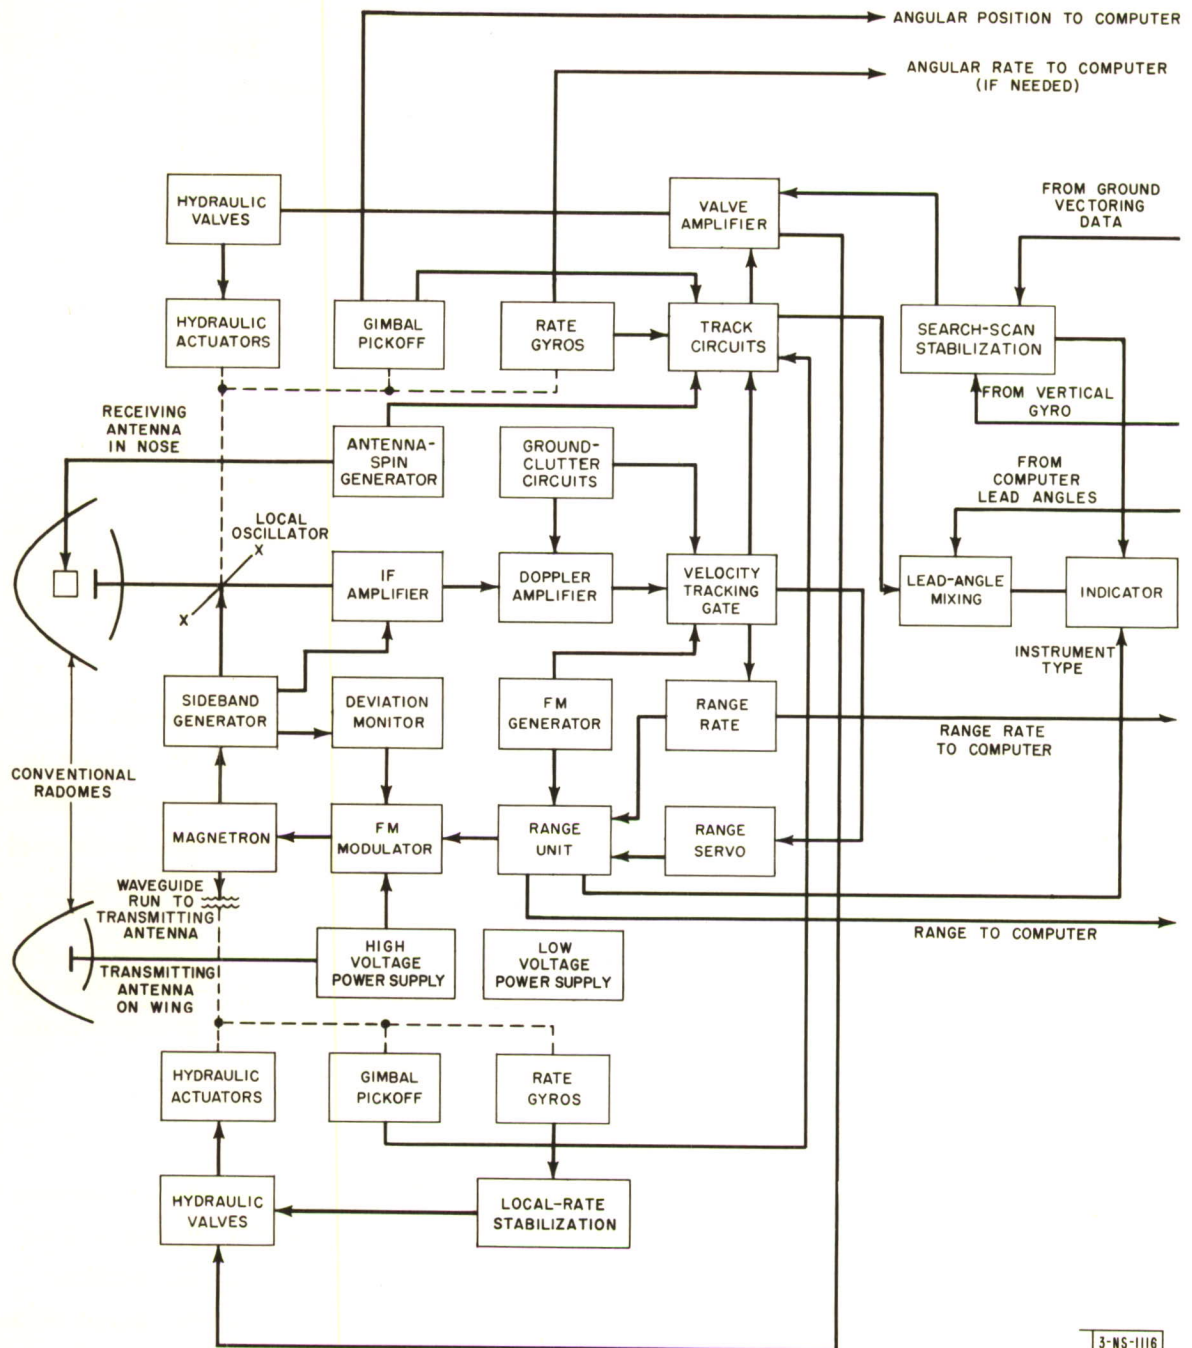 ANGULAR POSITION TO COMPUTER
ANGULAR RATE TO COMPUTER
(IF NEEDED)
HYDRAULIC
VALVES
VALVE
AMPLIFIER
FROM GROUND
VECTORING
DATA
HYDRAULIC
ACTUATORS
GIMBAL
PICKOFF
RATE
GYROS
TRACK
CIRCUITS
SEARCH-SCAN
STABILIZATION
FROM VERTICAL
GYRO
RECEIVING
ANTENNA
IN NOSE
ANTENNA-
SPIN
GENERATOR
GROUND-
CLUTTER
CIRCUITS
FROM
COMPUTER
LEAD ANGLES
LOCAL
OSCILLATOR
X
X
IF
AMPLIFIER
DOPPLER
AMPLIFIER
VELOCITY
TRACKING
GATE
LEAD-ANGLE
MIXING
INDICATOR
INSTRUMENT
TYPE
SIDEBAND
GENERATOR
DEVIATION
MONITOR
FM
GENERATOR
RANGE
RATE
RANGE RATE
TO COMPUTER
CONVENTIONAL
RADOMES
MAGNETRON
FM
MODULATOR
RANGE
UNIT
RANGE
SERVO
WAVEGUIDE
RUN TO
TRANSMITTING
ANTENNA
RANGE TO COMPUTER
HIGH
VOLTAGE
POWER SUPPLY
LOW
VOLTAGE
POWER SUPPLY
TRANSMITTING
ANTENNA
ON WING
HYDRAULIC
ACTUATORS
GIMBAL
PICKOFF
RATE
GYROS
HYDRAULIC
VALVES
LOCAL-RATE
STABILIZATION
3-NS-1116